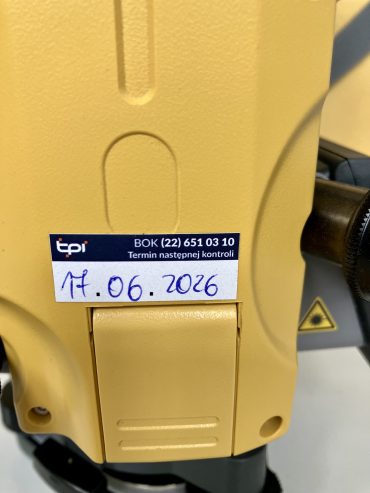 tpi
BOK (22) 651 03 10
Termin następnej kontroli
17.06.2026